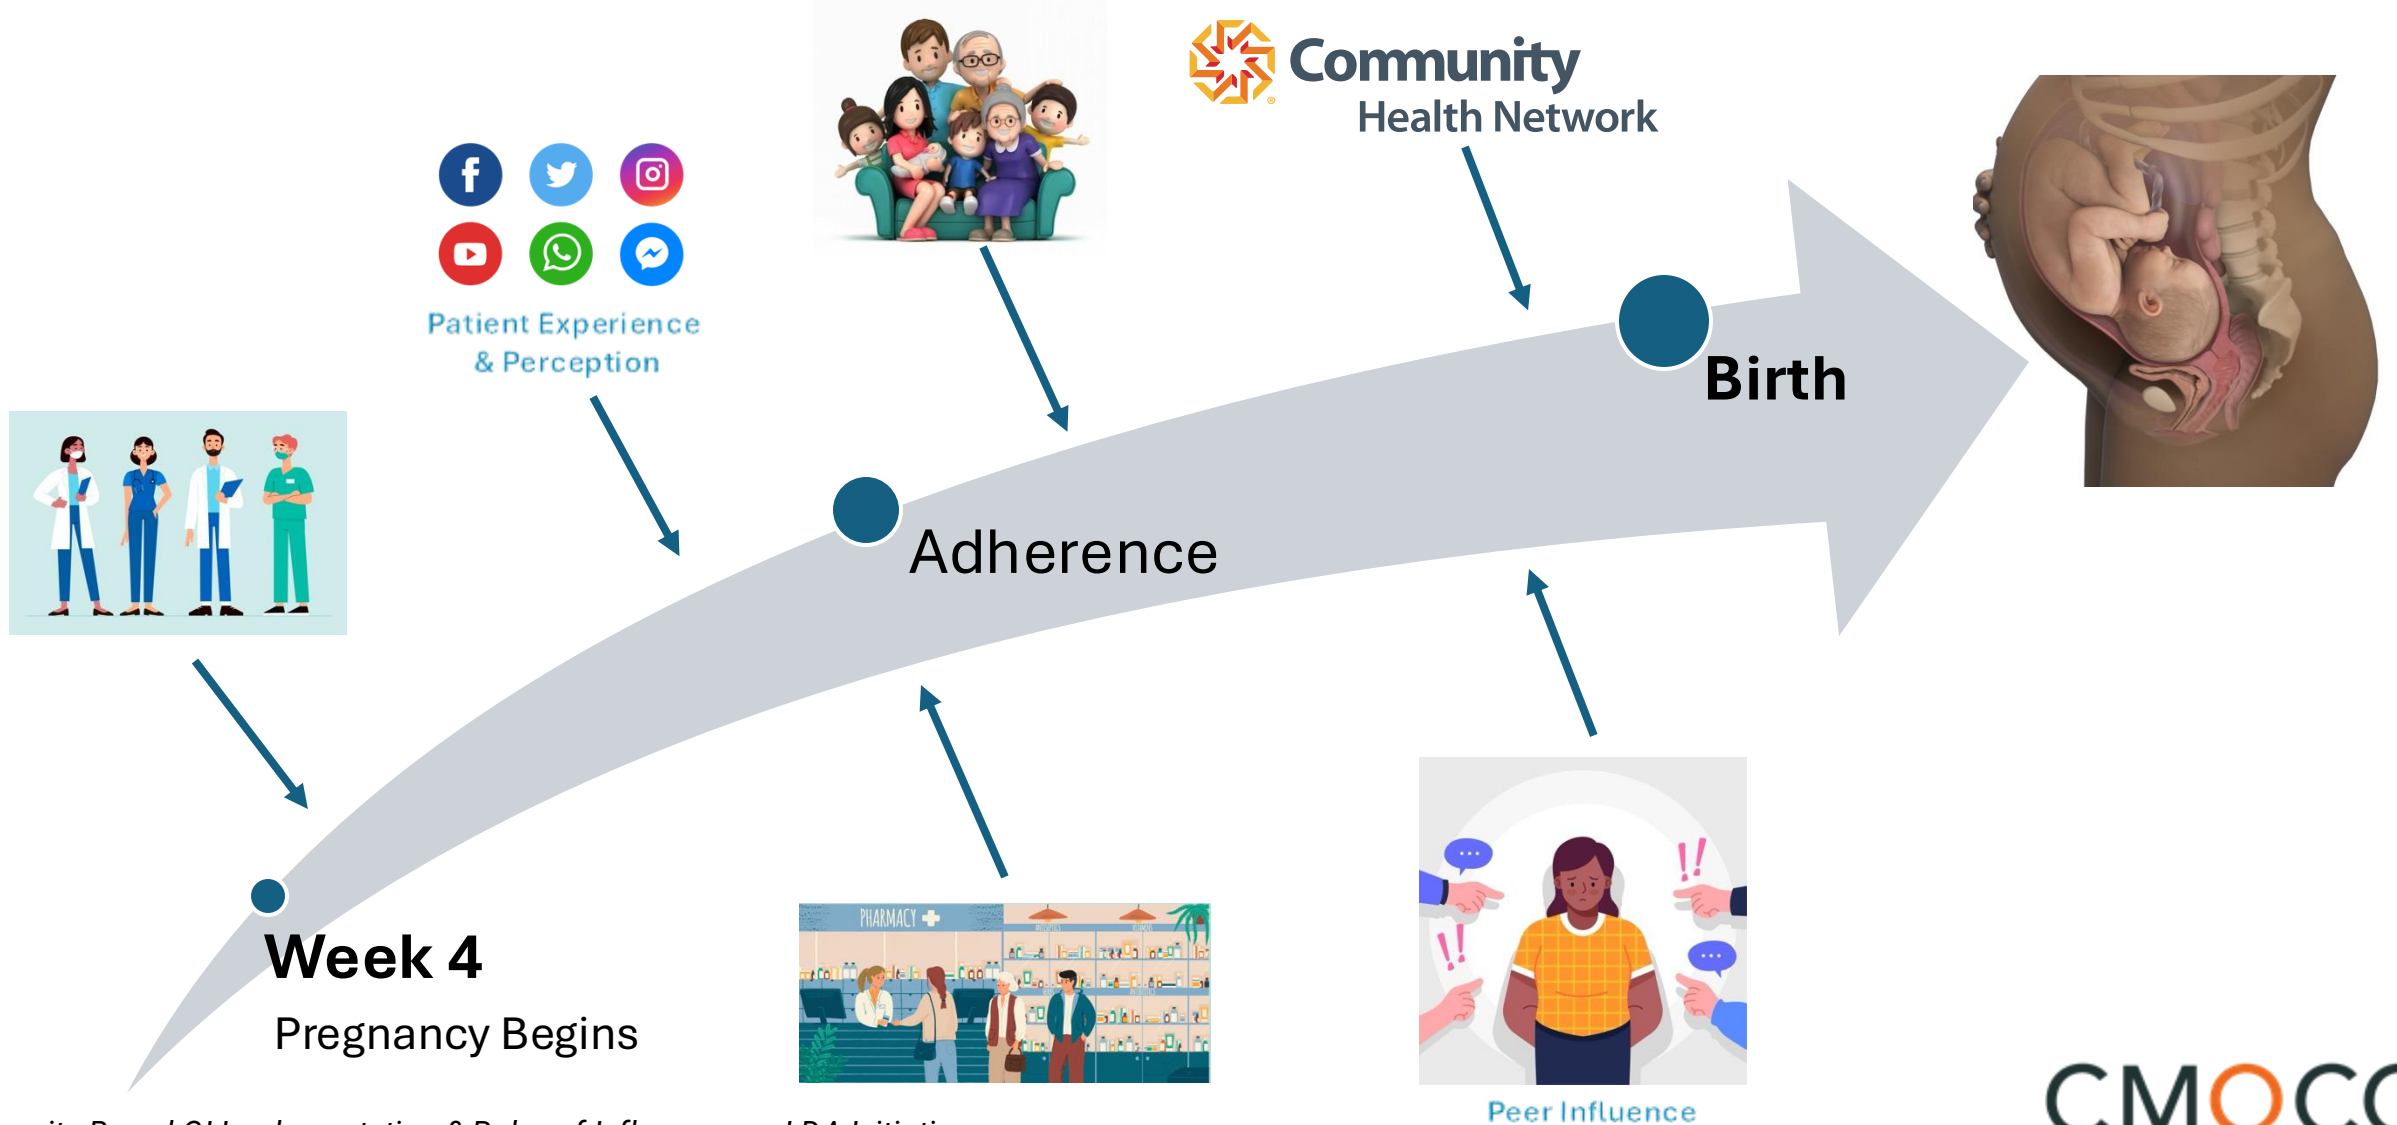 Community
Health Network
Patient Experience
& Perception
Birth
Adherence
Week 4
Pregnancy Begins
PHARMACY
Peer Influence